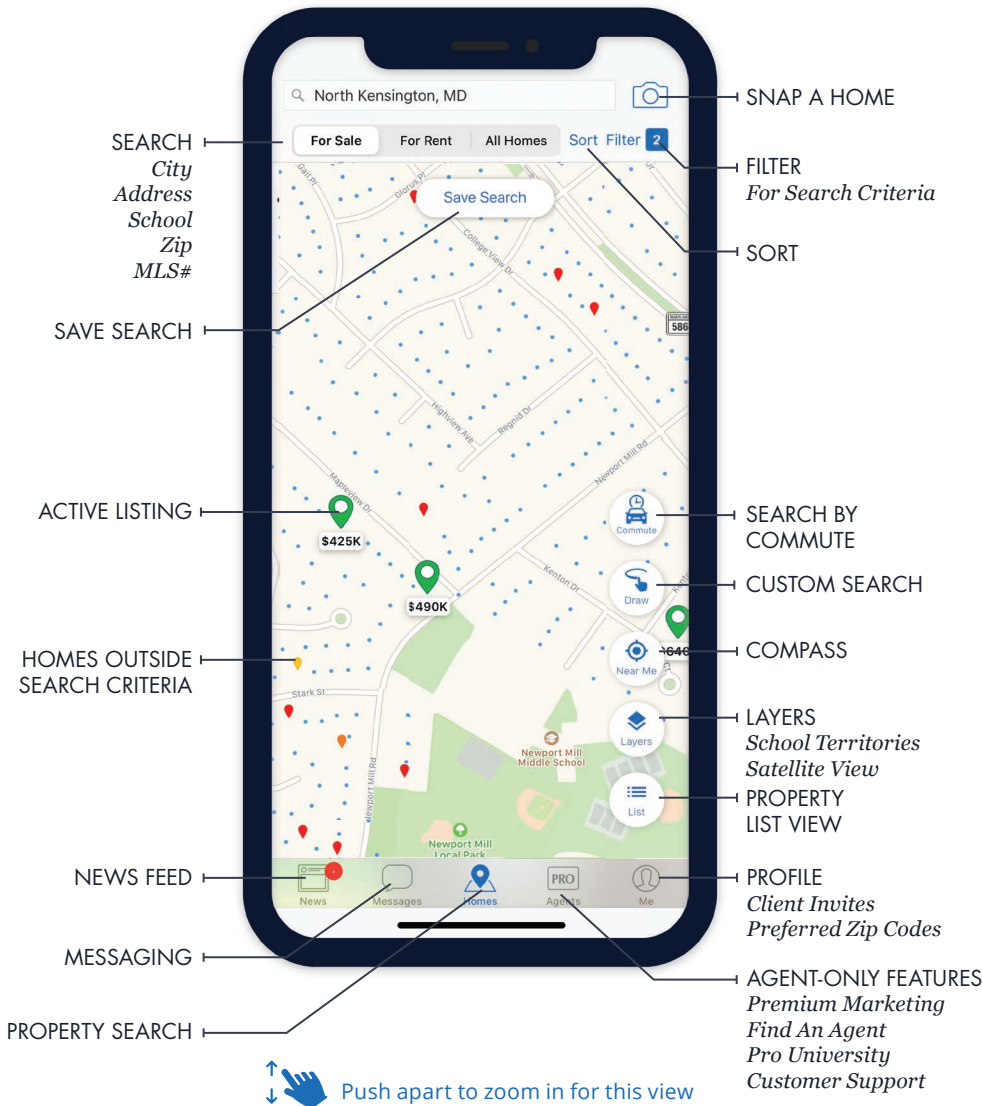 North Kensington, MD
SNAP A HOME
SEARCH
City
Address
School
Zip
MLS#
For Sale
For Rent
All Homes
Sort
Filter
2
FILTER
For Search Criteria
Save Search
SORT
Glorus Pl
College View Dr
586
SAVE SEARCH
Highview Ave
Regnid Dr
Newport Mill Rd
Mapleview Dr
ACTIVE LISTING
$425K
Commute
SEARCH BY
COMMUTE
$490K
Kenton Dr
Draw
CUSTOM SEARCH
HOMES OUTSIDE
SEARCH CRITERIA
Near Me
COMPASS
Stark St
Layers
LAYERS
School Territories
Satellite View
Newport Mill
Middle School
Newport Mill Rd
List
PROPERTY
LIST VIEW
Newport Mill
Local Park
NEWS FEED
News
Messages
Homes
PRO
Agents
Me
PROFILE
Client Invites
Preferred Zip Codes
MESSAGING
AGENT-ONLY FEATURES
Premium Marketing
Find An Agent
Pro University
Customer Support
PROPERTY SEARCH
Push apart to zoom in for this view